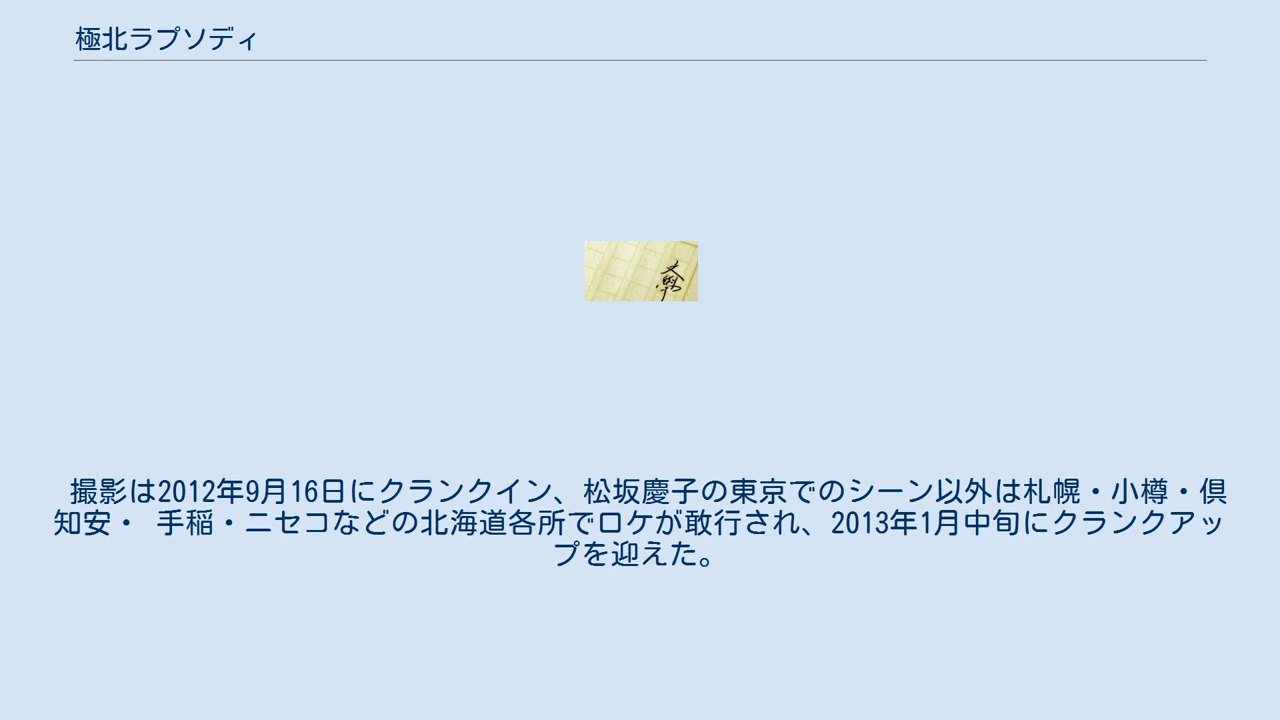 極北ラプソディ
撮影は2012年9月16日にクランクイン、松坂慶子の東京でのシーン以外は札幌・小樽・倶
知安・ 手稲・ニセコなどの北海道各所でロケが敢行され、2013年1月中旬にクランクアッ
プを迎えた。